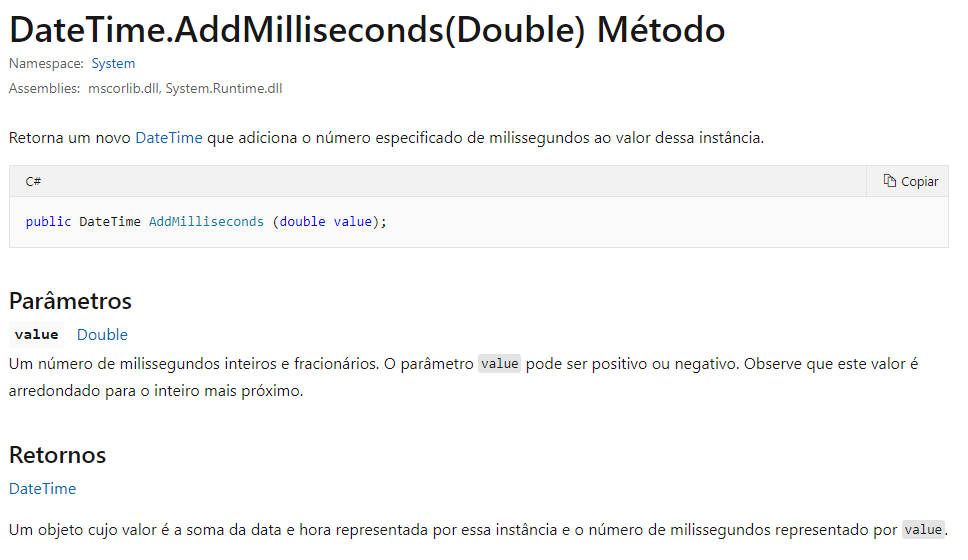 DateTime.AddMilliseconds(Double) Método
Namespace: System
Assemblies: mscorlib.dll, System.Runtime.dll
Retorna um novo DateTime que adiciona o número especificado de milissegundos ao valor dessa instância.
C# Copiar
public DateTime AddMilliseconds (double value);
Parâmetros
value Double
Um número de milissegundos inteiros e fracionários. O parâmetro value pode ser positivo ou negativo. Observe que este valor é
arredondado para o inteiro mais próximo.
Retornos
DateTime
Um objeto cujo valor é a soma da data e hora representada por essa instância e o número de milissegundos representado por value.